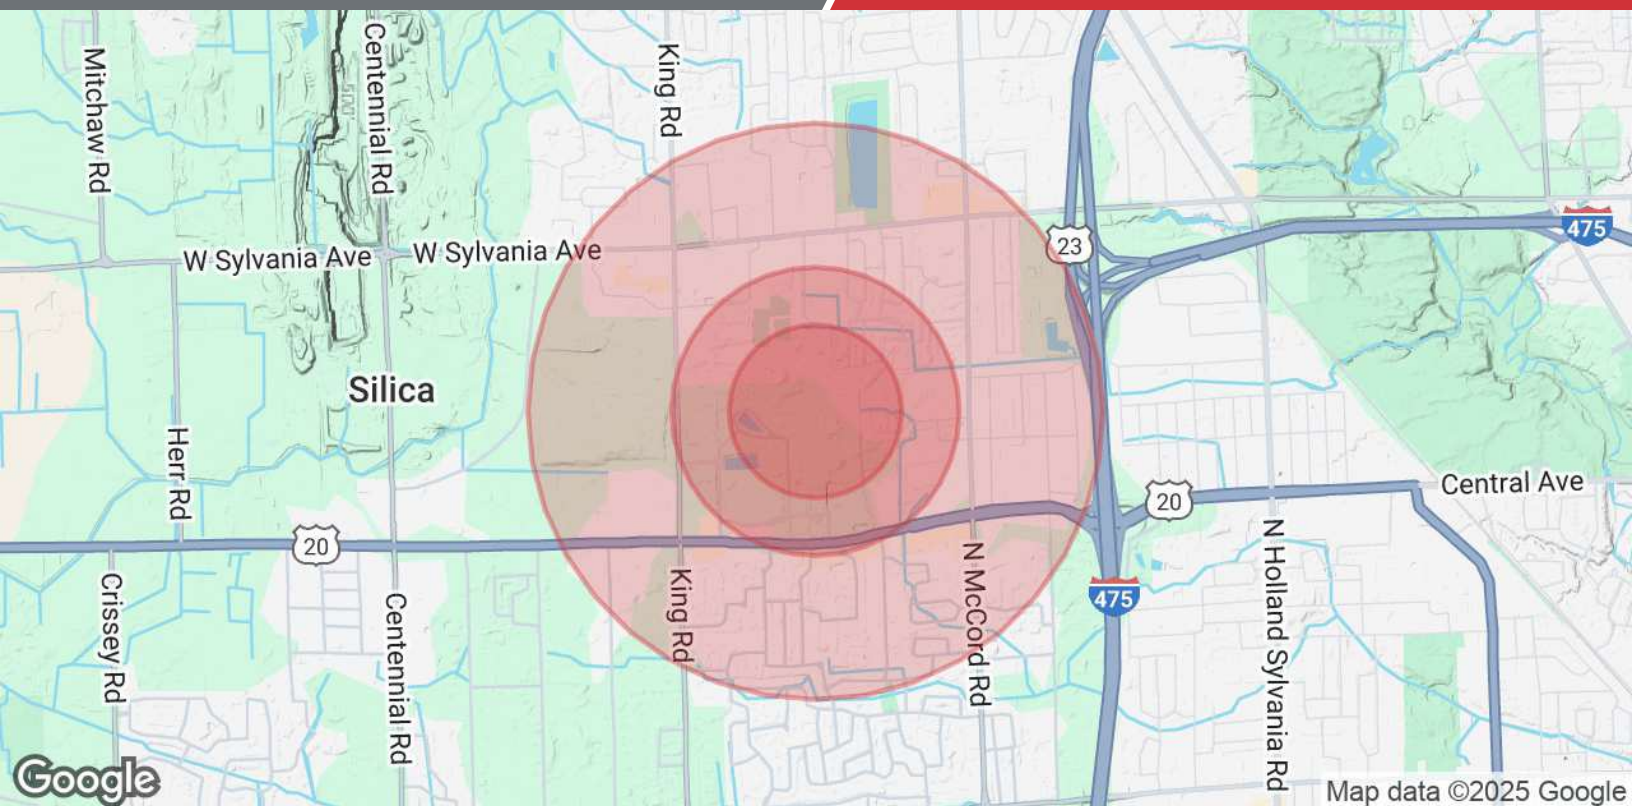 Mitchaw Rd
Centennial Rd
King Rd
W Sylvania Ave
W Sylvania Ave
23
475
Silica
Herr Rd
20
Central Ave
20
Crissey Rd
Centennial Rd
King Rd
N McCord Rd
475
N Holland Sylvania Rd
Google
Map data ©2025 Google